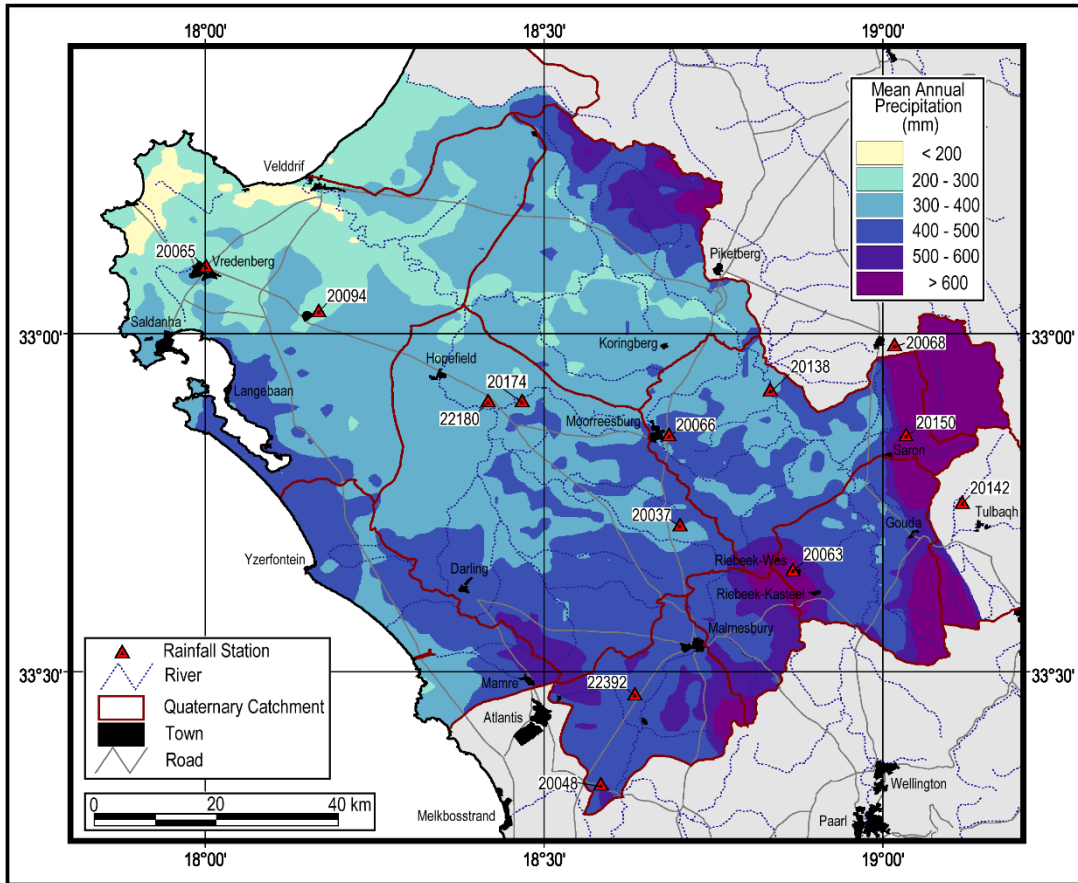 18°00'
18°30'
19°00'
Mean Annual
Precipitation
(mm)
< 200
200 - 300
300 - 400
400 - 500
500 - 600
> 600
Velddrif
20065
Vredenberg
Piketberg
20094
33°00'
Saldanha
33°00'
20068
Hopefield
Koringberg
20138
Langebaan
20174
22180
Moorreesburg
20066
20150
Saron
20142
Tulbaqh
20037
Gouda
Yzerfontein
Riebeek-Wes
20063
Darling
Riebeek-Kasteel
Malmesbury
Rainfall Station
River
Quaternary Catchment
Town
Road
33°30'
Mamre
22392
33°30'
Atlantis
20048
Wellington
0 20 40 km
Melkbosstrand
Paarl
18°00'
18°30'
19°00'